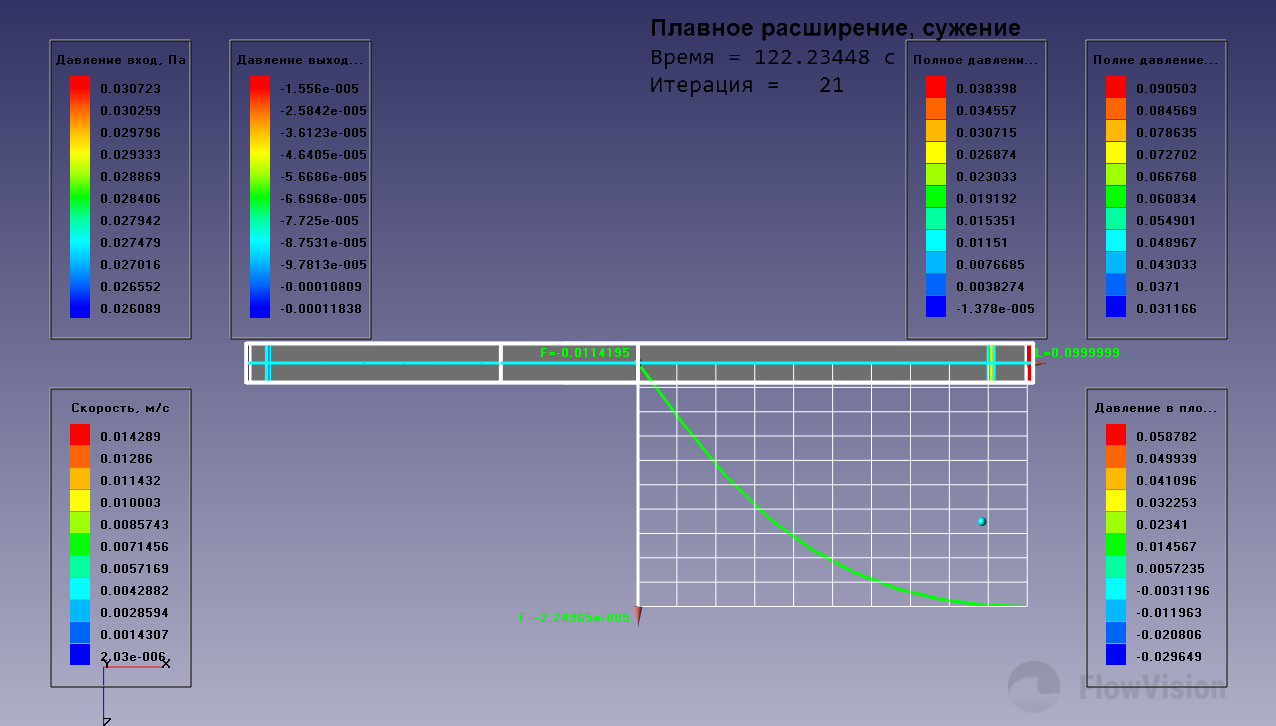 Плавное расширение, сужение
Время = 122.23448 с
Итерация = 21
Давление вход, Па
0.030723
0.030259
0.029796
0.029333
0.028869
0.028406
0.027942
0.027479
0.027016
0.026552
0.026089
Давление выход...
-1.556e-005
-2.5842e-005
-3.6123e-005
-4.6405e-005
-5.6686e-005
-6.6968e-005
-7.725e-005
-8.7531e-005
-9.7813e-005
-0.00010809
-0.00011838
Полное давлени...
0.038398
0.034557
0.030715
0.026874
0.023033
0.019192
0.015351
0.01151
0.0076685
0.0038274
-1.378e-005
Полне давление...
0.090503
0.084569
0.078635
0.072702
0.066768
0.060834
0.054901
0.048967
0.043033
0.0371
0.031166
F=-0.0114195
L=0.0999999
Скорость, м/с
0.014289
0.01286
0.011432
0.010003
0.0085743
0.0071456
0.0057169
0.0042882
0.0028594
0.0014307
2.03e-006
Y
X
Z
F=-2.24965e-005
Давление в пло...
0.058782
0.049939
0.041096
0.032253
0.02341
0.014567
0.0057235
-0.0031196
-0.011963
-0.020806
-0.029649
FlowVision